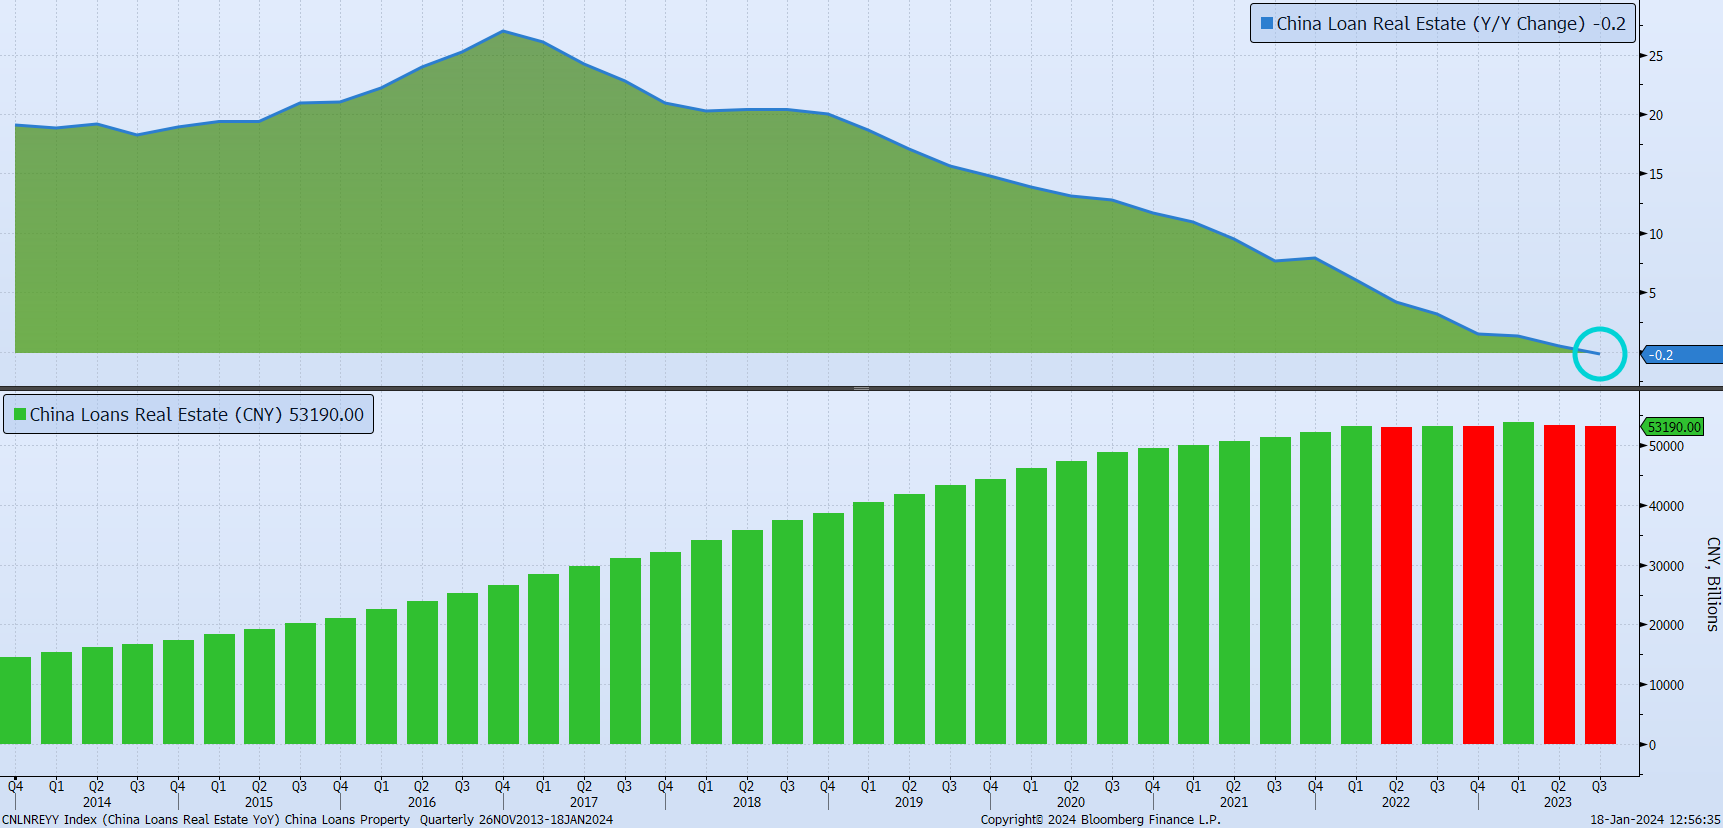 China Loan Real Estate (Y/Y Change) -0.2
25
20
15
10
5
-0.2
China Loans Real Estate (CNY) 53190.00
53190.00
50000
40000
30000
20000
10000
0
CNY, Billions
Q4 Q1 Q2 Q3 Q4 Q1 Q2 Q3 Q4 Q1 Q2 Q3 Q4 Q1 Q2 Q3 Q4 Q1 Q2 Q3 Q4 Q1 Q2 Q3 Q4 Q1 Q2 Q3 Q4 Q1 Q2 Q3 Q4 Q1 Q2 Q3 Q4 Q1 Q2 Q3
2014 2015 2016 2017 2018 2019 2020 2021 2022 2023
CNLNREYY Index (China Loans Real Estate YoY) China Loans Property Quarterly 26NOV2013-18JAN2024 Copyright© 2024 Bloomberg Finance L.P. 18-Jan-2024 12:56:35